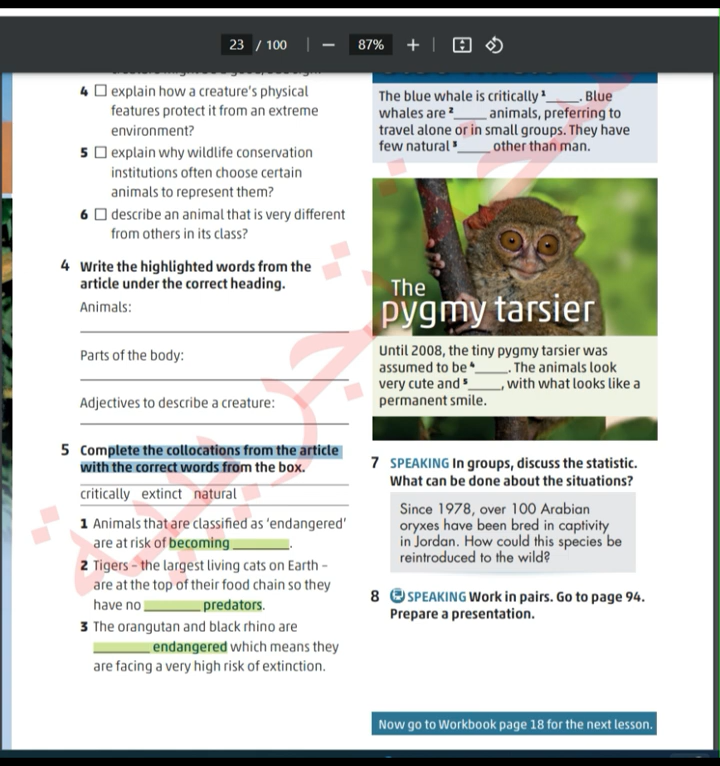 23 / 100 | — 87% + |
4 ☐ explain how a creature's physical
features protect it from an extreme
environment?
5 ☐ explain why wildlife conservation
institutions often choose certain
animals to represent them?
6 ☐ describe an animal that is very different
from others in its class?
4 Write the highlighted words from the
article under the correct heading.
Animals:
Parts of the body:
Adjectives to describe a creature:
5 Complete the collocations from the article
with the correct words from the box.
critically extinct natural
1 Animals that are classified as 'endangered'
are at risk of becoming ________.
2 Tigers – the largest living cats on Earth –
are at the top of their food chain so they
have no ________ predators.
3 The orangutan and black rhino are
________ endangered which means they
are facing a very high risk of extinction.
The blue whale is critically ¹_____. Blue
whales are ²_____ animals, preferring to
travel alone or in small groups. They have
few natural ³_____ other than man.
The
pygmy tarsier
Until 2008, the tiny pygmy tarsier was
assumed to be ⁴_____. The animals look
very cute and ⁵_____, with what looks like a
permanent smile.
7 SPEAKING In groups, discuss the statistic.
What can be done about the situations?
Since 1978, over 100 Arabian
oryxes have been bred in captivity
in Jordan. How could this species be
reintroduced to the wild?
8 SPEAKING Work in pairs. Go to page 94.
Prepare a presentation.
Now go to Workbook page 18 for the next lesson.